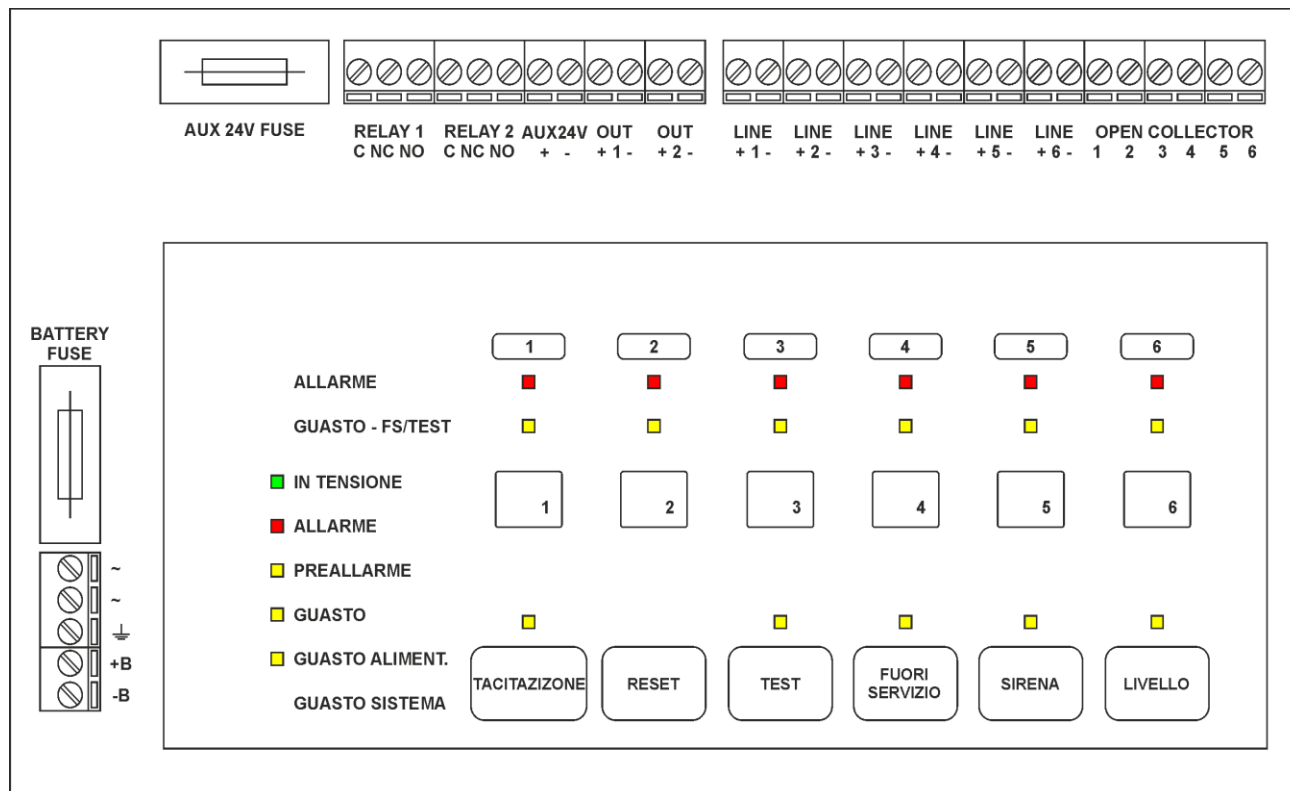 AUX 24V FUSE
RELAY 1 RELAY 2 AUX24V OUT OUT LINE LINE LINE LINE LINE LINE OPEN COLLECTOR
C NC NO C NC NO + - + 1 - + 2 - + 1 - + 2 - + 3 - + 4 - + 5 - + 6 - 1 2 3 4 5 6
BATTERY
FUSE
1 2 3 4 5 6
ALLARME
GUASTO - FS/TEST
IN TENSIONE
1 2 3 4 5 6
ALLARME
PREALLARME
~
~
GUASTO
+B
GUASTO ALIMENT.
-B
GUASTO SISTEMA
TACITAZIZONE
RESET
TEST
FUORI
SERVIZIO
SIRENA
LIVELLO